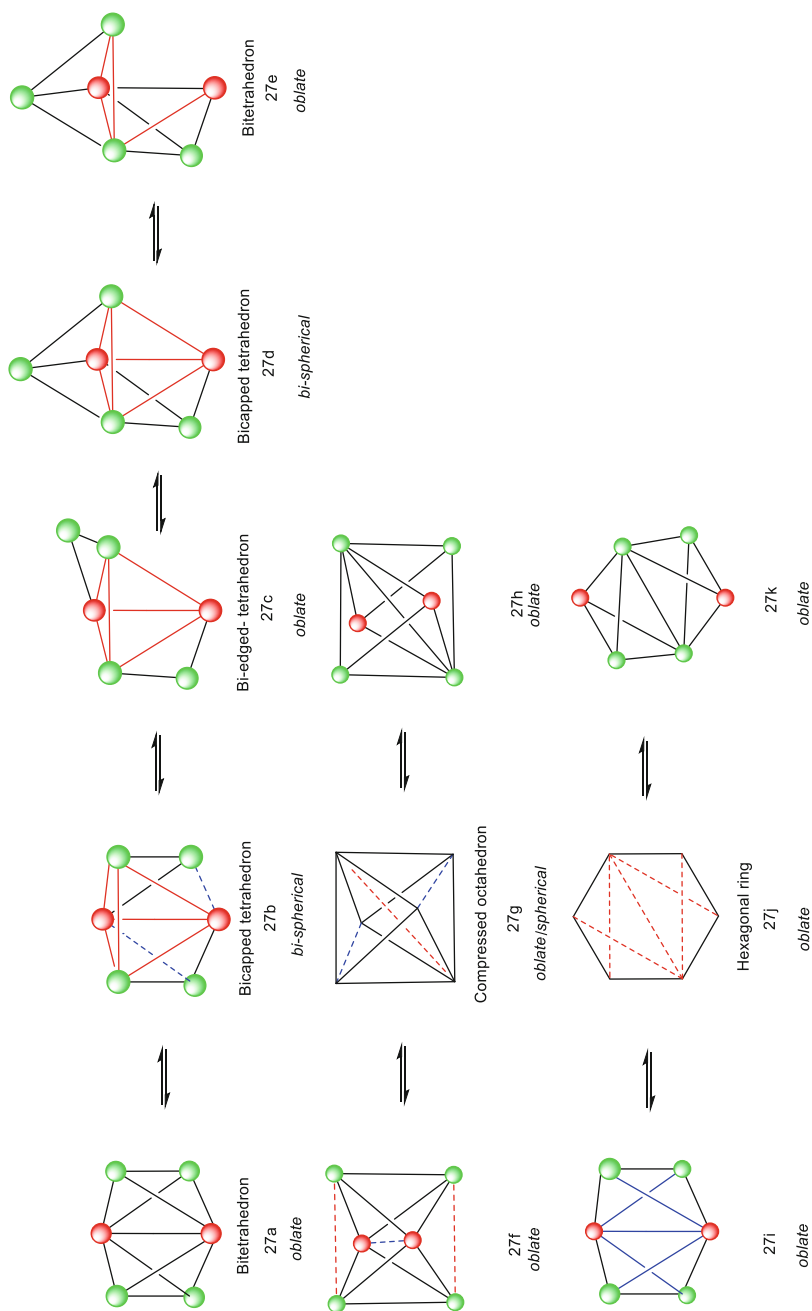 Bitetrahedron
27a
oblate
Bicapped tetrahedron
27b
bi-spherical
Bi-edged- tetrahedron
27c
oblate
Bicapped tetrahedron
27d
bi-spherical
Bitetrahedron
27e
oblate
27f
oblate
Compressed octahedron
27g
oblate/spherical
27h
oblate
27i
oblate
Hexagonal ring
27j
oblate
27k
oblate